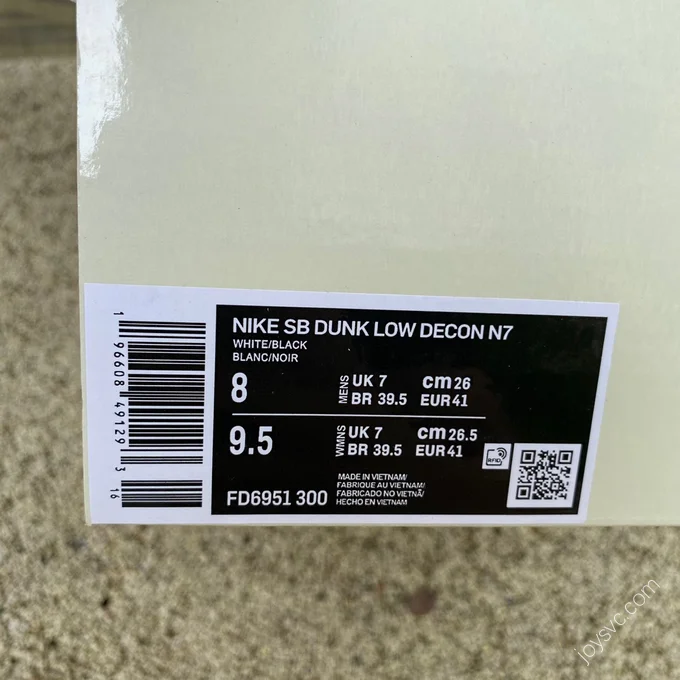 NIKE SB DUNK LOW DECON N7
WHITE/BLACK
BLANC/NOIR
8
MENS
UK 7
cm 26
BR 39.5
EUR 41
9.5
WMNS
UK 7
cm 26.5
BR 39.5
EUR 41
RFID
MADE IN VIETNAM/
FABRIQUE AU VIETNAM/
FABRICADO NO VIETNÃ/
HECHO EN VIETNAM
FD6951 300
1 96608 49129 3
16
joysvc.com